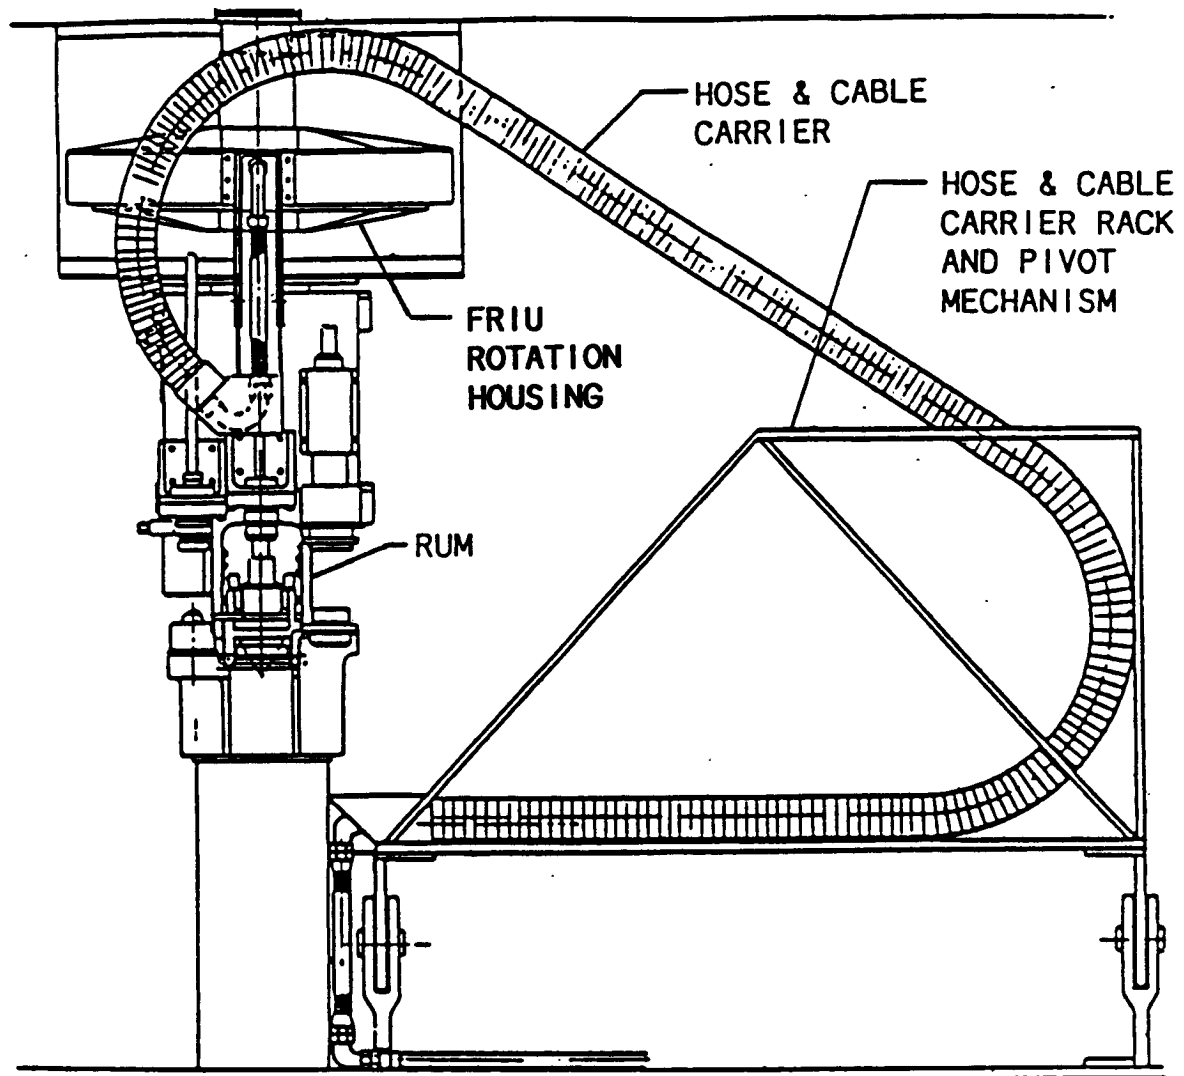 HOSE & CABLE
CARRIER
HOSE & CABLE
CARRIER RACK
AND PIVOT
MECHANISM
FRIU
ROTATION
HOUSING
RUM